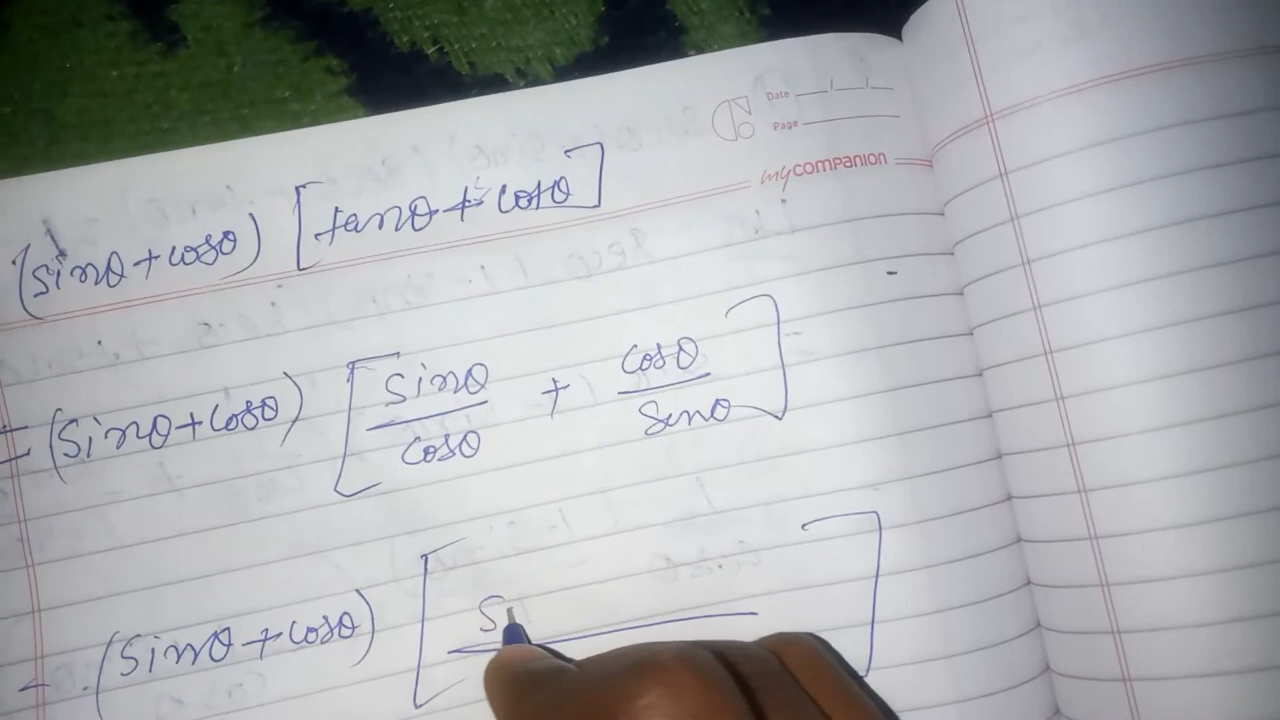 Date
Page
mycompanion
(sinθ+cosθ) [tanθ + cotθ]
= (sinθ+cosθ) [sinθ/cosθ + cosθ/sinθ]
= (sinθ+cosθ) [S